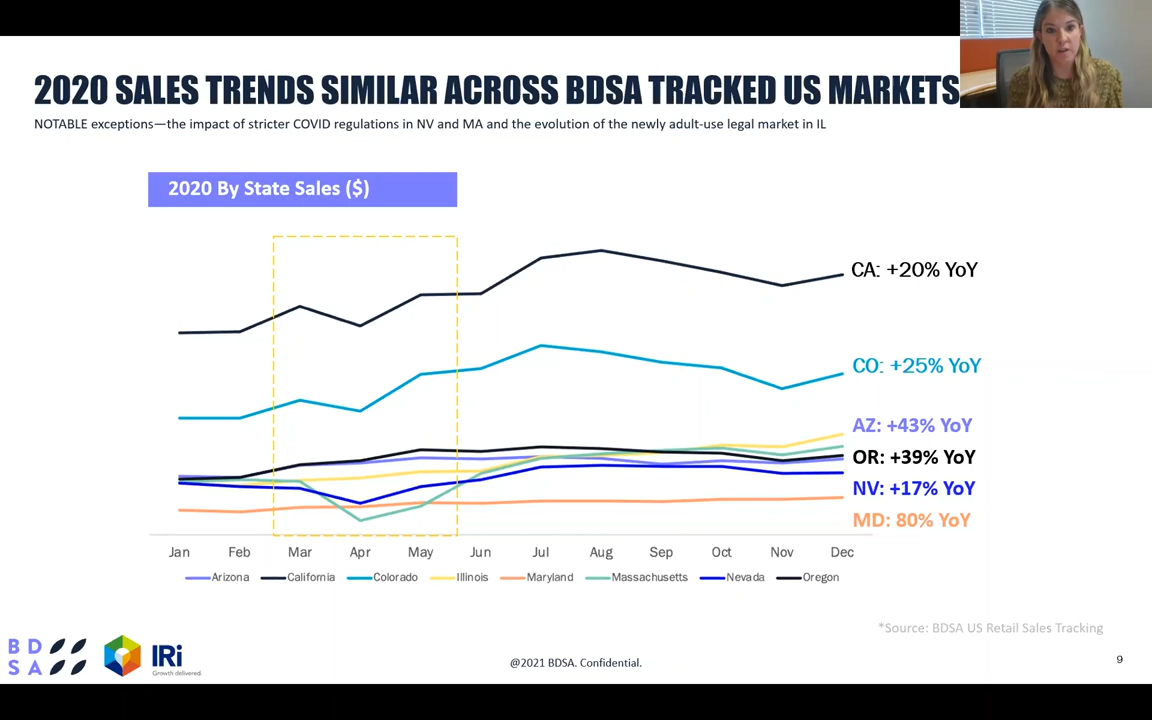 2020 SALES TRENDS SIMILAR ACROSS BDSA TRACKED US MARKETS
NOTABLE exceptions—the impact of stricter COVID regulations in NV and MA and the evolution of the newly adult-use legal market in IL
2020 By State Sales ($)
CA: +20% YoY
CO: +25% YoY
AZ: +43% YoY
OR: +39% YoY
NV: +17% YoY
MD: 80% YoY
Jan Feb Mar Apr May Jun Jul Aug Sep Oct Nov Dec
Arizona California Colorado Illinois Maryland Massachusetts Nevada Oregon
*Source: BDSA US Retail Sales Tracking
BD
SA
IRi
Growth delivered.
@2021 BDSA. Confidential.
9